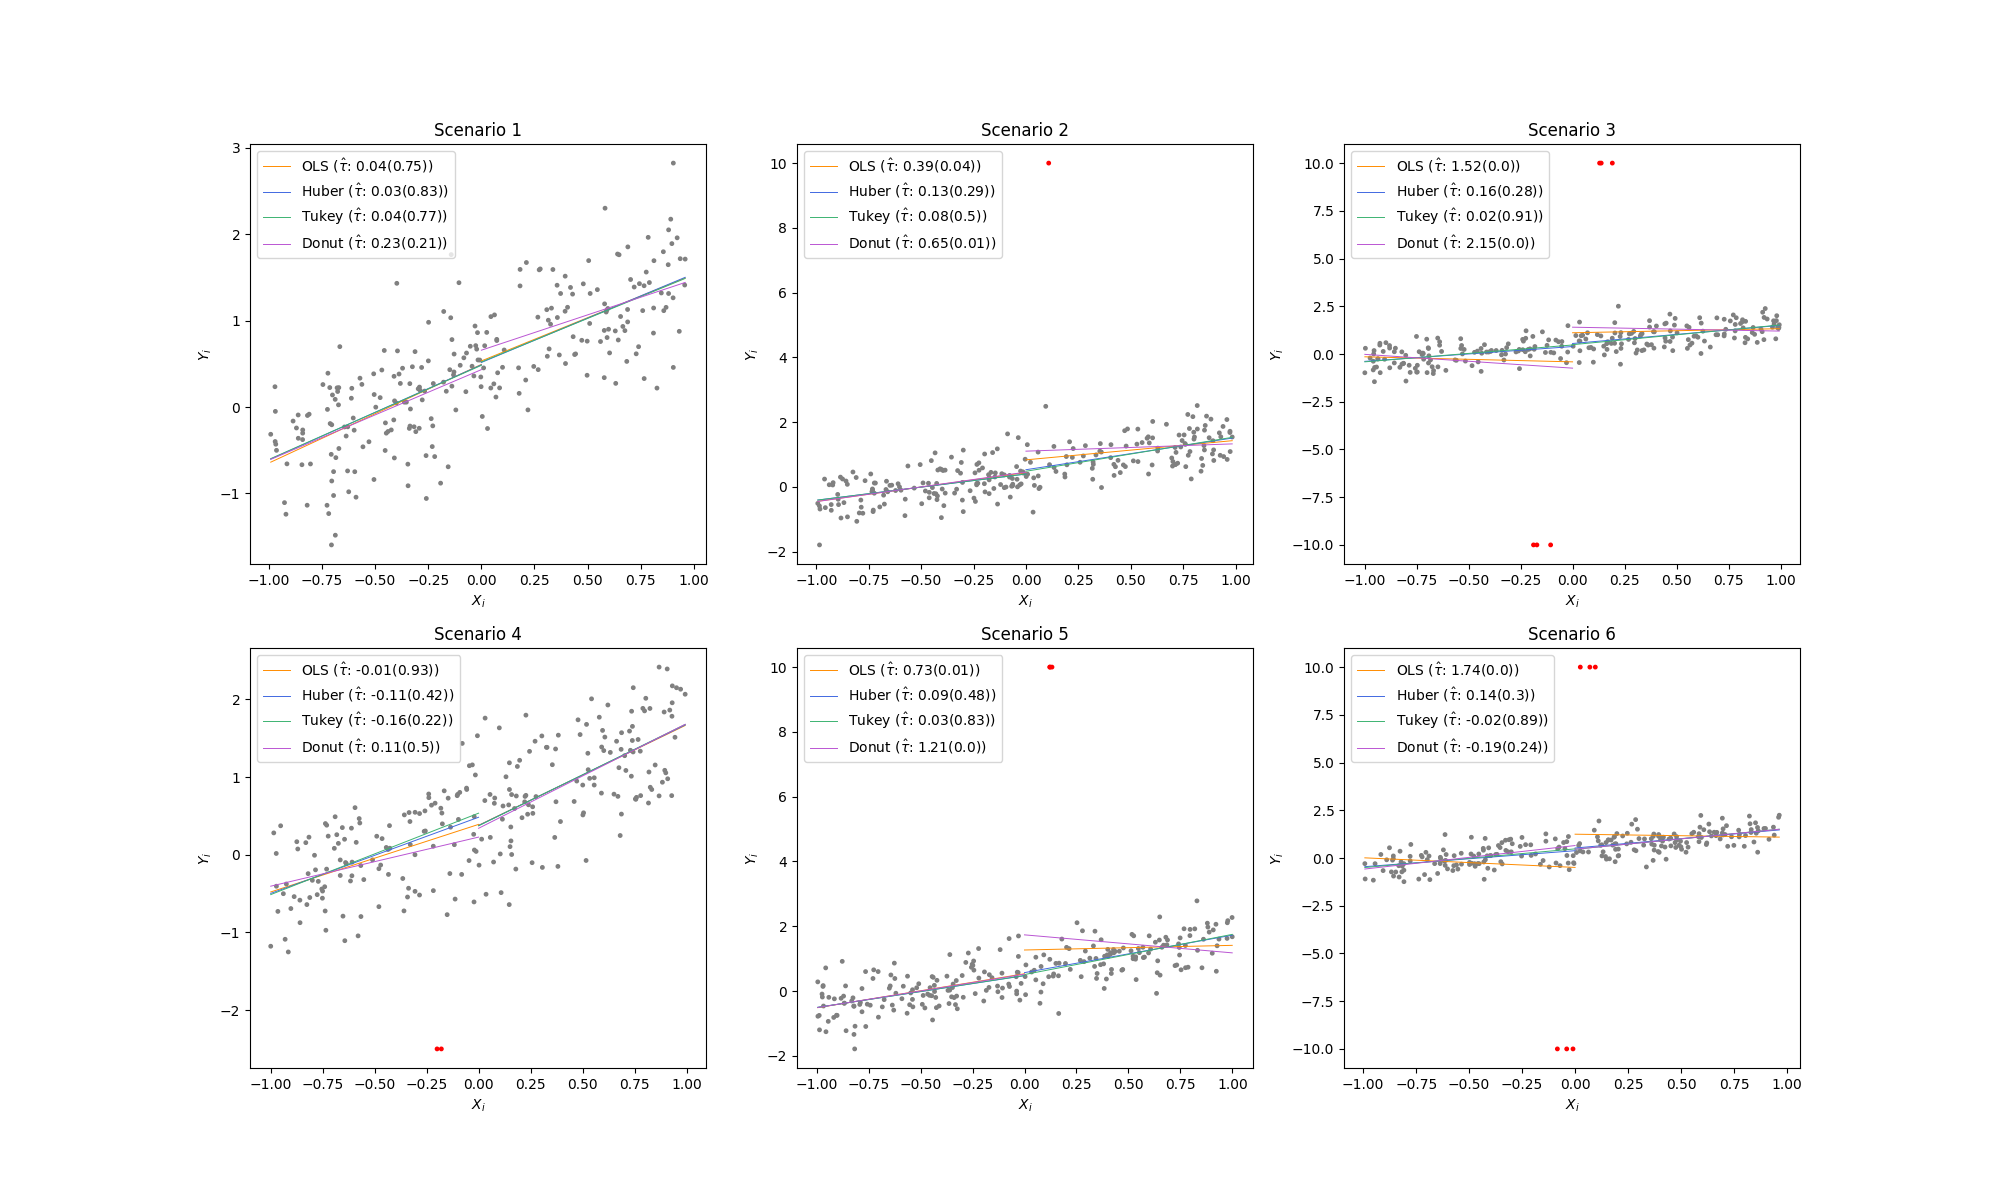 Scenario 1
3
2
1
0
−1
Y_i
OLS (τ̂: 0.04(0.75))
Huber (τ̂: 0.03(0.83))
Tukey (τ̂: 0.04(0.77))
Donut (τ̂: 0.23(0.21))
−1.00 −0.75 −0.50 −0.25 0.00 0.25 0.50 0.75 1.00
X_i
Scenario 2
10
8
6
4
2
0
−2
Y_i
OLS (τ̂: 0.39(0.04))
Huber (τ̂: 0.13(0.29))
Tukey (τ̂: 0.08(0.5))
Donut (τ̂: 0.65(0.01))
−1.00 −0.75 −0.50 −0.25 0.00 0.25 0.50 0.75 1.00
X_i
Scenario 3
10.0
7.5
5.0
2.5
0.0
−2.5
−5.0
−7.5
−10.0
Y_i
OLS (τ̂: 1.52(0.0))
Huber (τ̂: 0.16(0.28))
Tukey (τ̂: 0.02(0.91))
Donut (τ̂: 2.15(0.0))
−1.00 −0.75 −0.50 −0.25 0.00 0.25 0.50 0.75 1.00
X_i
Scenario 4
2
1
0
−1
−2
Y_i
OLS (τ̂: -0.01(0.93))
Huber (τ̂: -0.11(0.42))
Tukey (τ̂: -0.16(0.22))
Donut (τ̂: 0.11(0.5))
−1.00 −0.75 −0.50 −0.25 0.00 0.25 0.50 0.75 1.00
X_i
Scenario 5
10
8
6
4
2
0
−2
Y_i
OLS (τ̂: 0.73(0.01))
Huber (τ̂: 0.09(0.48))
Tukey (τ̂: 0.03(0.83))
Donut (τ̂: 1.21(0.0))
−1.00 −0.75 −0.50 −0.25 0.00 0.25 0.50 0.75 1.00
X_i
Scenario 6
10.0
7.5
5.0
2.5
0.0
−2.5
−5.0
−7.5
−10.0
Y_i
OLS (τ̂: 1.74(0.0))
Huber (τ̂: 0.14(0.3))
Tukey (τ̂: -0.02(0.89))
Donut (τ̂: -0.19(0.24))
−1.00 −0.75 −0.50 −0.25 0.00 0.25 0.50 0.75 1.00
X_i